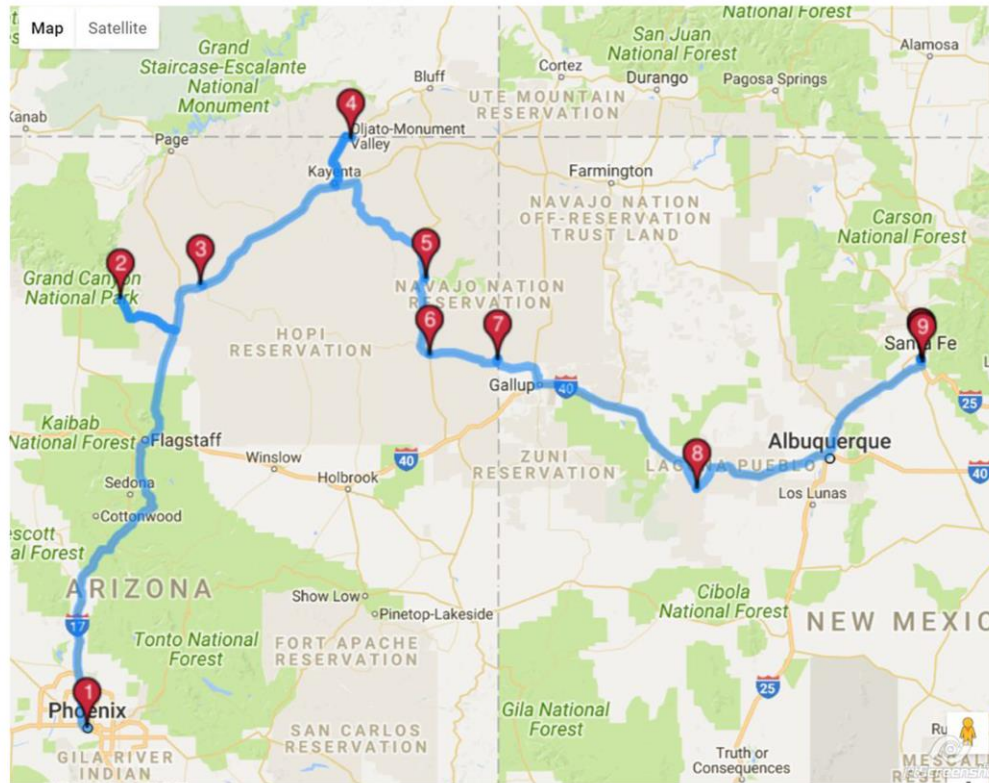 Map
Satellite
National Forest
Grand
Staircase-Escalante
National
Monument
San Juan
National Forest
Alamosa
Bluff
Cortez
Durango
Pagosa Springs
UTE MOUNTAIN
RESERVATION
Kanab
4
Oljato-Monument
Valley
Page
Kayenta
Farmington
NAVAJO NATION
OFF-RESERVATION
TRUST LAND
Carson
National Forest
2
3
5
Grand Canyon
National Park
NAVAJO NATION
RESERVATION
6
7
9
HOPI
RESERVATION
Santa Fe
Gallup
40
25
Kaibab
National Forest
Flagstaff
Winslow
40
Holbrook
ZUNI
RESERVATION
8
LAGUNA PUEBLO
Albuquerque
40
Sedona
Los Lunas
Cottonwood
escott
al Forest
ARIZONA
Show Low
Pinetop-Lakeside
Cibola
National Forest
NEW MEXIC
17
Tonto National
Forest
FORT APACHE
RESERVATION
1
Phoenix
25
Gila National
Forest
SAN CARLOS
RESERVATION
GILA RIVER
INDIAN
Truth or
Consequences
Ru
MESCAL